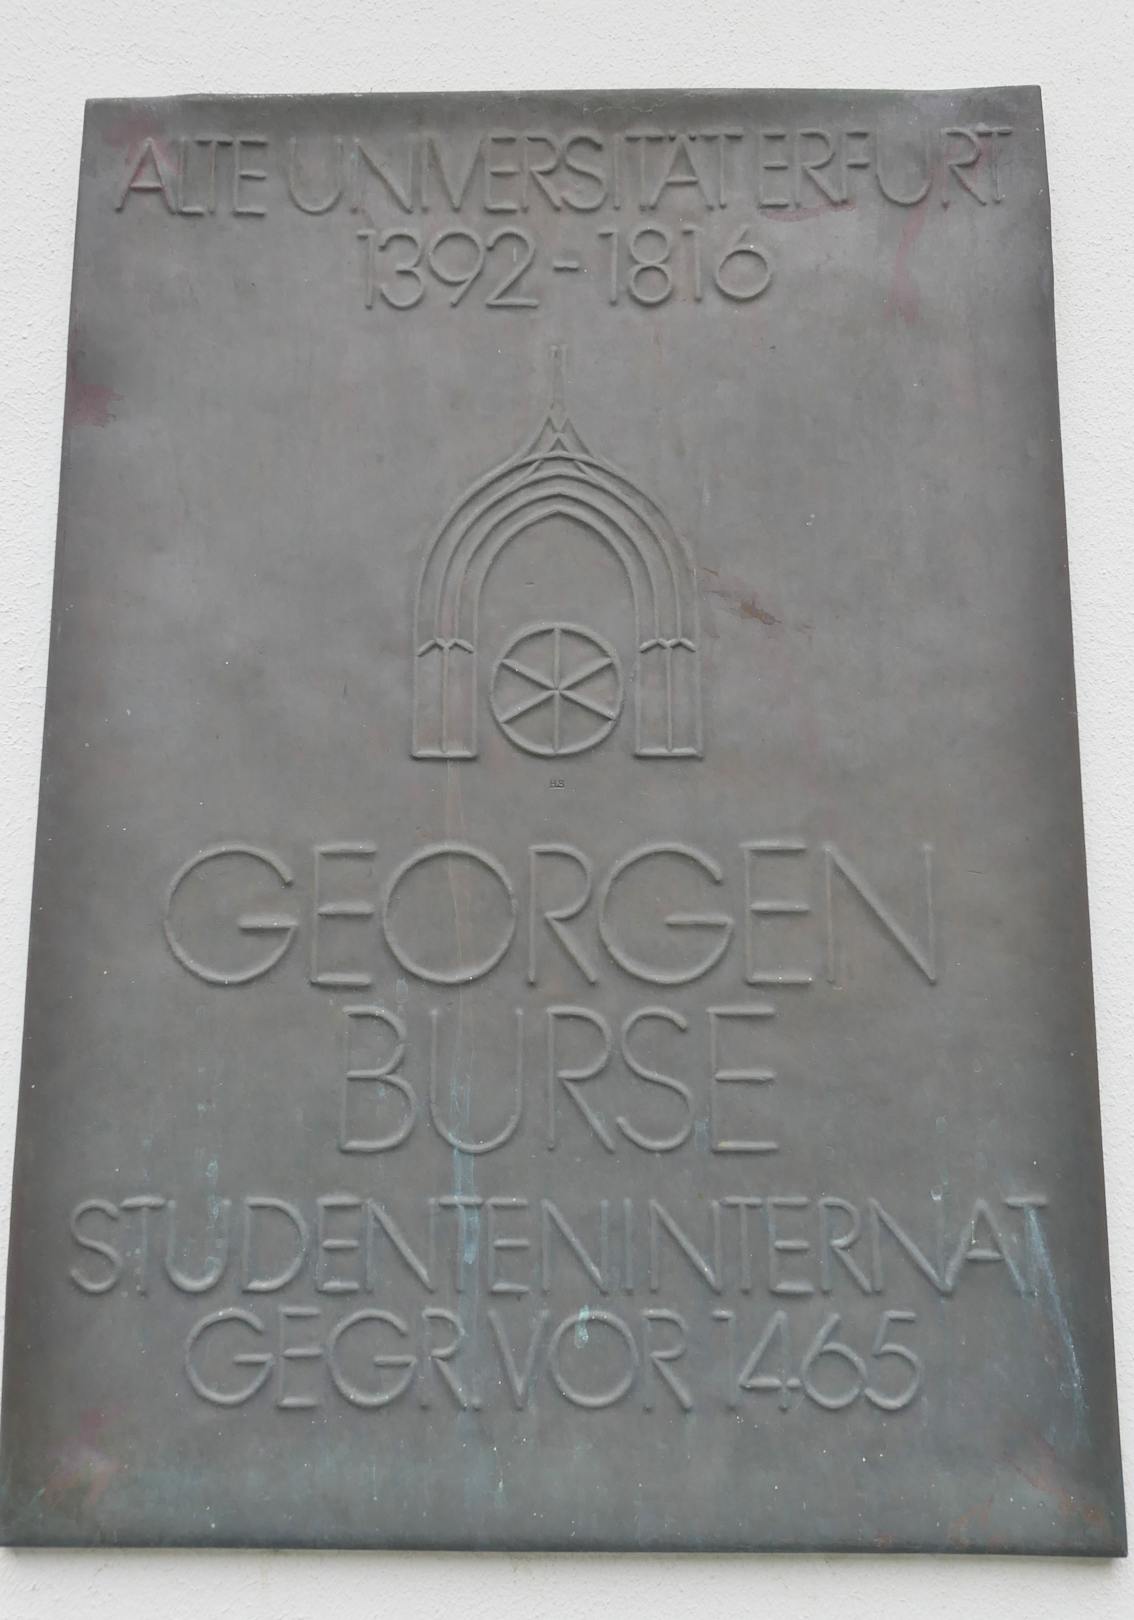 ALTE UNIVERSITÄT ERFURT
1392-1816
GEORGEN
BURSE
STUDENTENINTERNAT
GEGR.VOR 1465